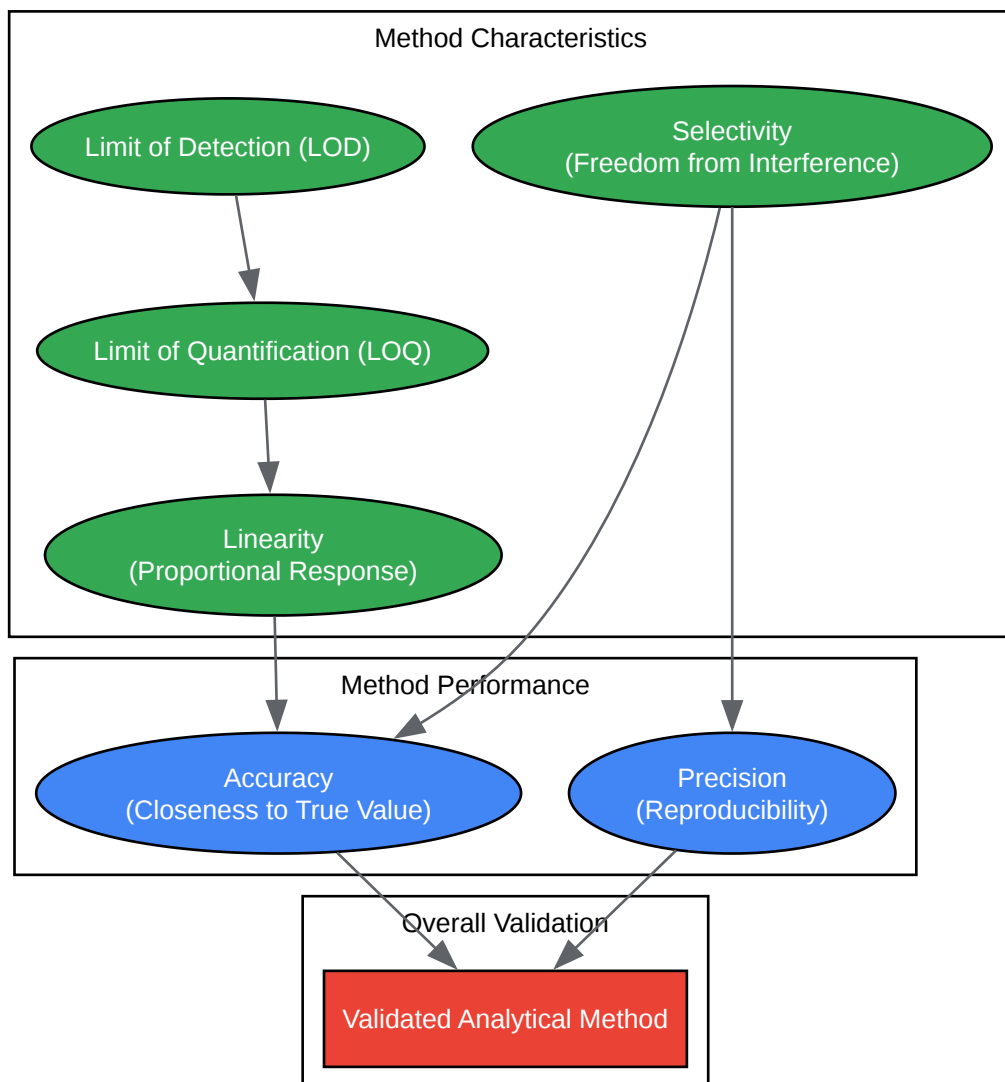 Method Characteristics
Limit of Detection (LOD)
Selectivity
(Freedom from Interference)
Limit of Quantification (LOQ)
Linearity
(Proportional Response)
Method Performance
Accuracy
(Closeness to True Value)
Precision
(Reproducibility)
Overall Validation
Validated Analytical Method